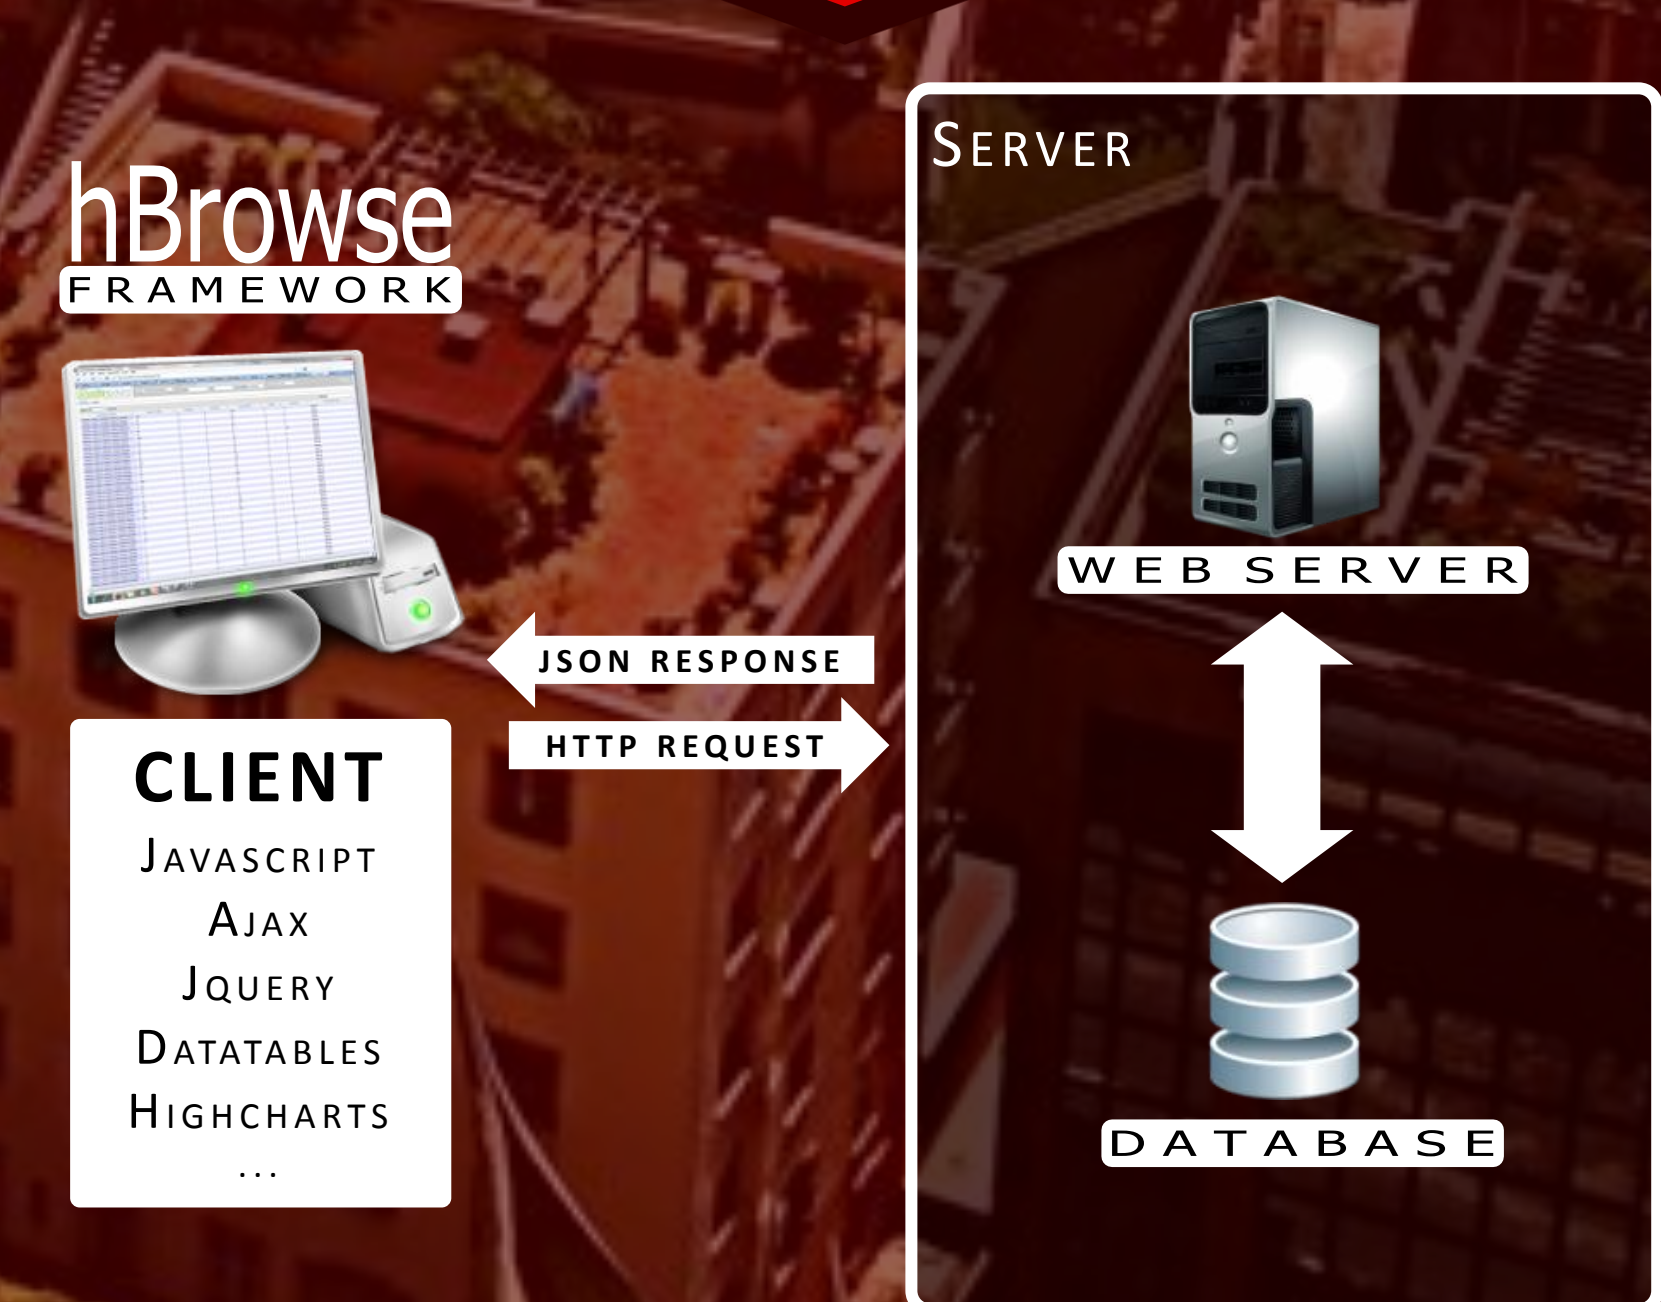 hBrowse
FRAMEWORK
JSON RESPONSE
HTTP REQUEST
CLIENT
JAVASCRIPT
AJAX
JQUERY
DATATABLES
HIGHCHARTS
...
SERVER
WEB SERVER
DATABASE